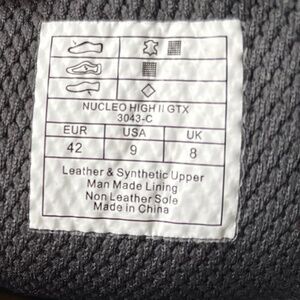 NUCLEO HIGH II GTX
3043-C
EUR USA UK
42 9 8
Leather & Synthetic Upper
Man Made Lining
Non Leather Sole
Made in China